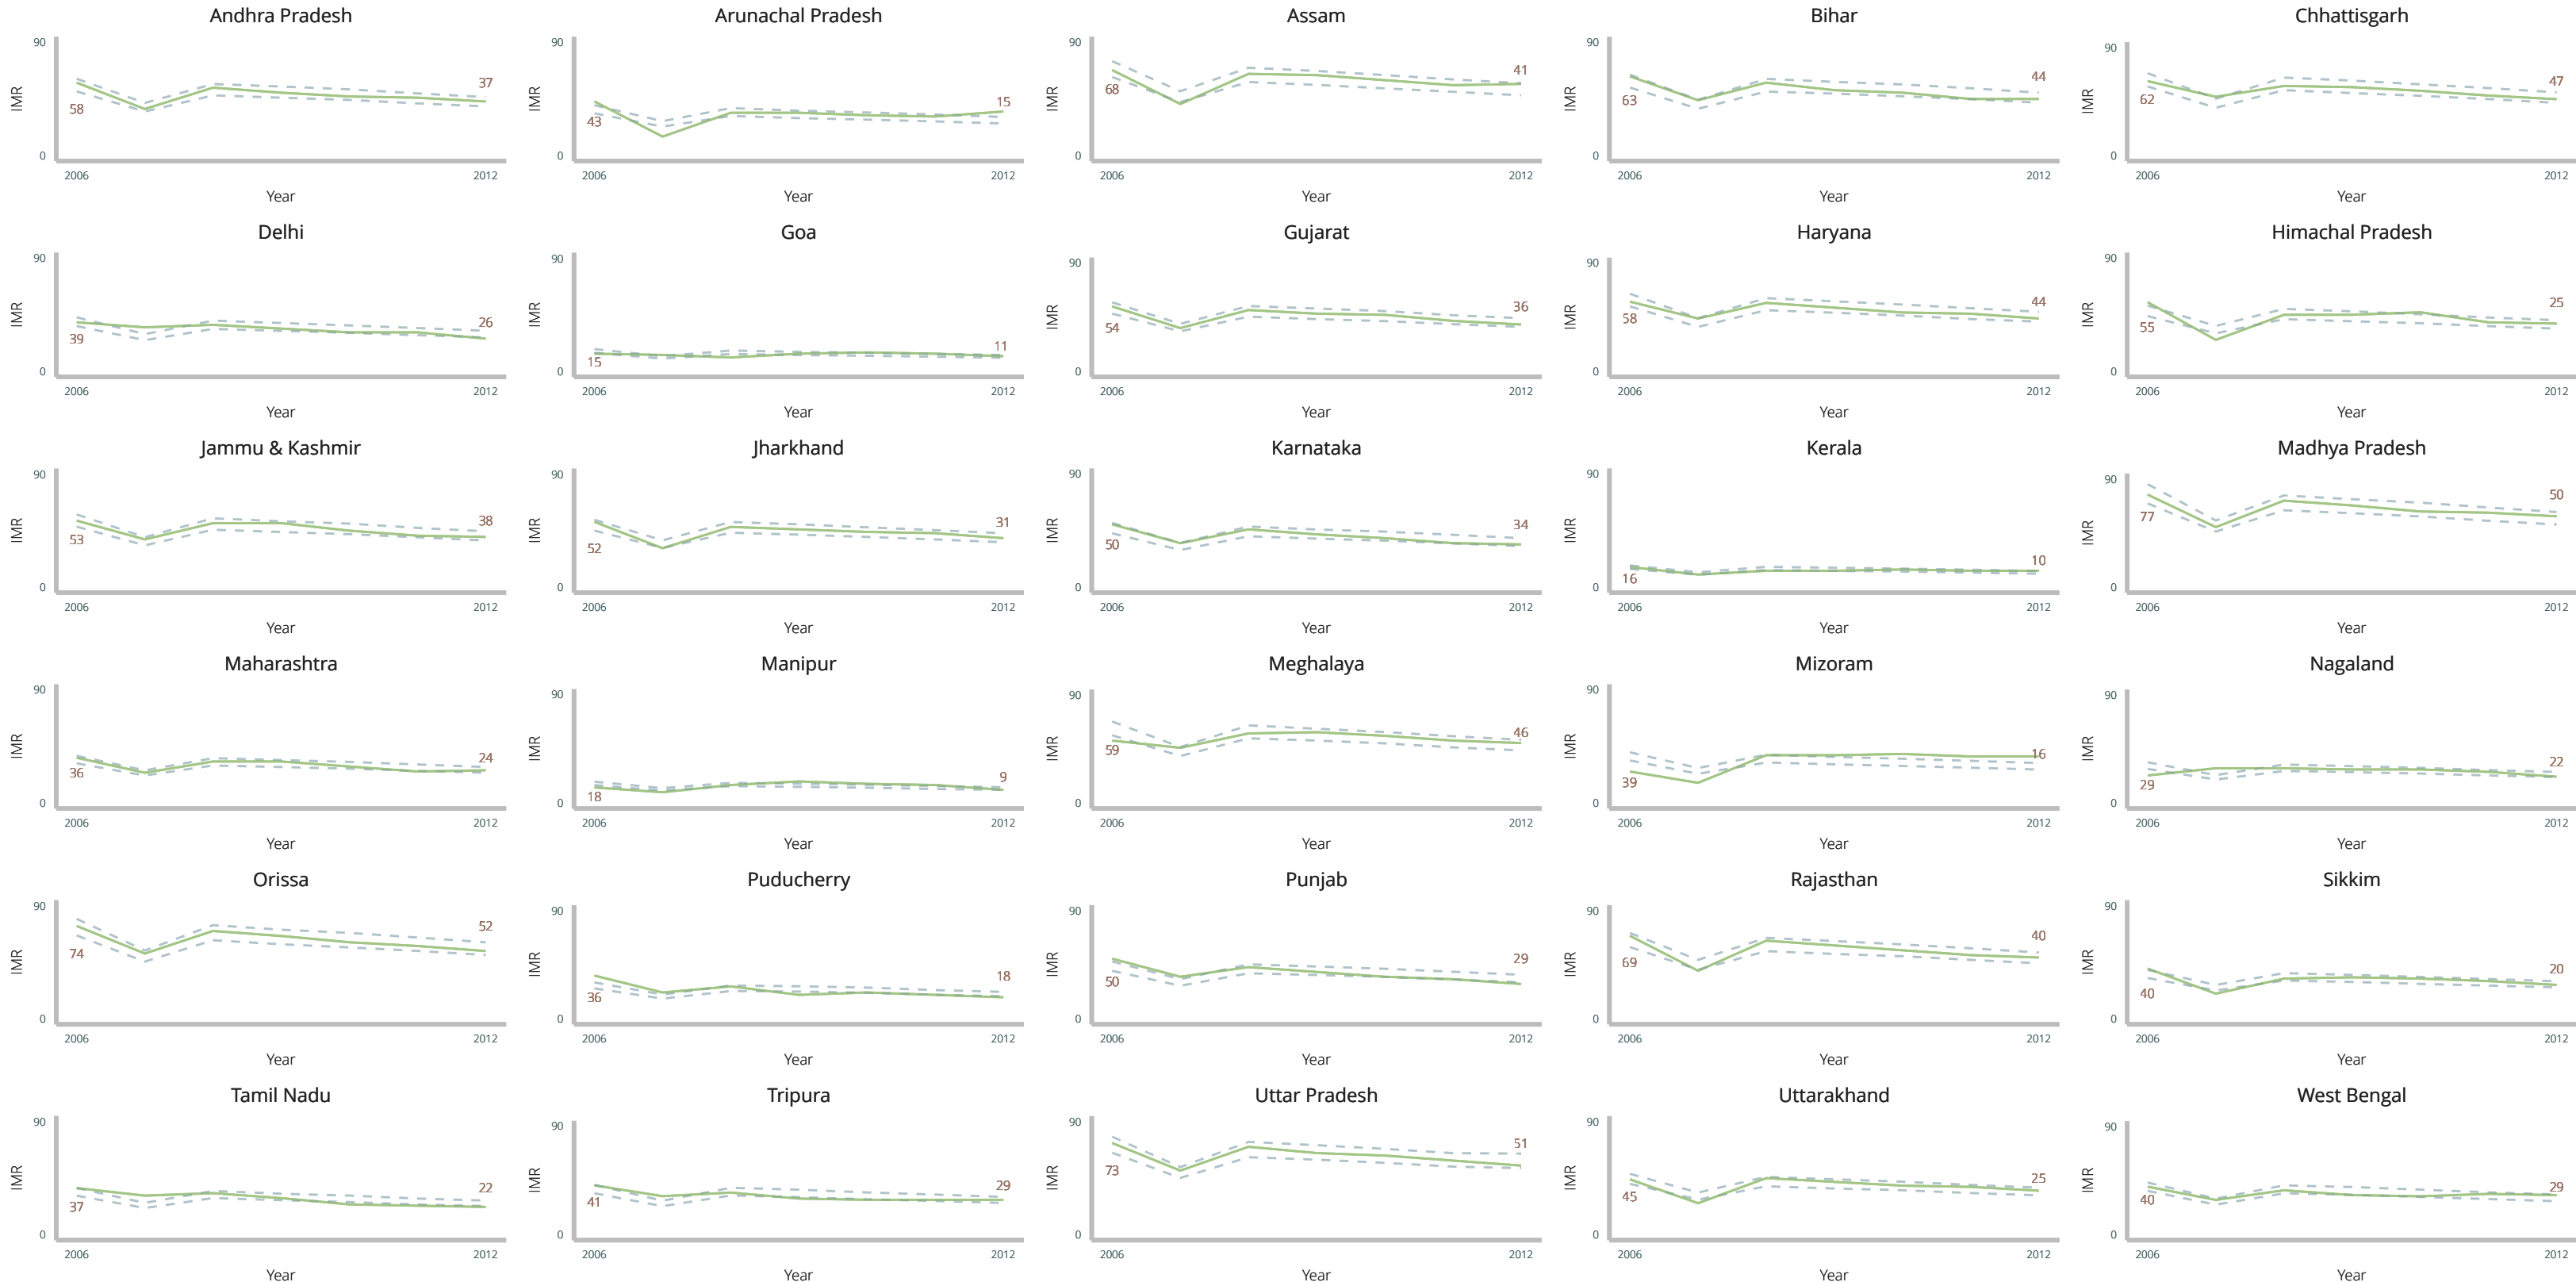 Andhra Pradesh
90
37
IMR
58
0
2006
2012
Year
Arunachal Pradesh
90
15
IMR
43
0
2006
2012
Year
Assam
90
41
IMR
68
0
2006
2012
Year
Bihar
90
44
IMR
63
0
2006
2012
Year
Chhattisgarh
90
47
IMR
62
0
2006
2012
Year
Delhi
90
26
IMR
39
0
2006
2012
Year
Goa
90
11
IMR
15
0
2006
2012
Year
Gujarat
90
36
IMR
54
0
2006
2012
Year
Haryana
90
44
IMR
58
0
2006
2012
Year
Himachal Pradesh
90
25
IMR
55
0
2006
2012
Year
Jammu & Kashmir
90
38
IMR
53
0
2006
2012
Year
Jharkhand
90
31
IMR
52
0
2006
2012
Year
Karnataka
90
34
IMR
50
0
2006
2012
Year
Kerala
90
10
IMR
16
0
2006
2012
Year
Madhya Pradesh
90
50
IMR
77
0
2006
2012
Year
Maharashtra
90
24
IMR
36
0
2006
2012
Year
Manipur
90
9
IMR
18
0
2006
2012
Year
Meghalaya
90
46
IMR
59
0
2006
2012
Year
Mizoram
90
16
IMR
39
0
2006
2012
Year
Nagaland
90
22
IMR
29
0
2006
2012
Year
Orissa
90
52
IMR
74
0
2006
2012
Year
Puducherry
90
18
IMR
36
0
2006
2012
Year
Punjab
90
29
IMR
50
0
2006
2012
Year
Rajasthan
90
40
IMR
69
0
2006
2012
Year
Sikkim
90
20
IMR
40
0
2006
2012
Year
Tamil Nadu
90
22
IMR
37
0
2006
2012
Year
Tripura
90
29
IMR
41
0
2006
2012
Year
Uttar Pradesh
90
51
IMR
73
0
2006
2012
Year
Uttarakhand
90
25
IMR
45
0
2006
2012
Year
West Bengal
90
29
IMR
40
0
2006
2012
Year